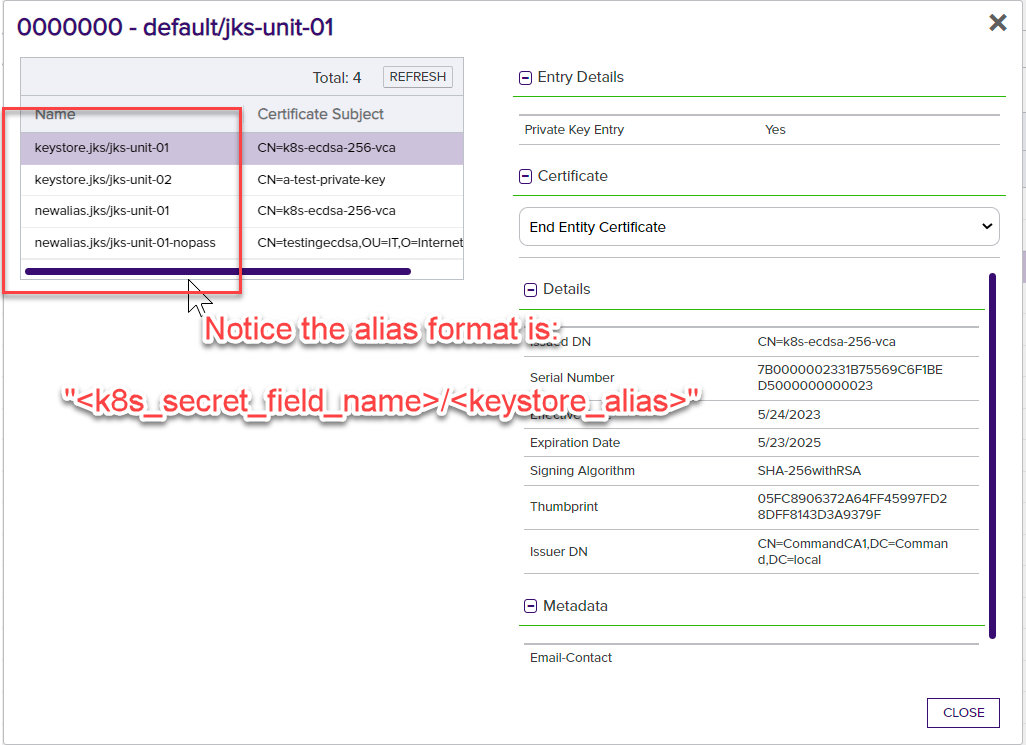 0000000 - default/jks-unit-01
Total: 4 REFRESH
Name Certificate Subject
keystore.jks/jks-unit-01 CN=k8s-ecdsa-256-vca
keystore.jks/jks-unit-02 CN=a-test-private-key
newalias.jks/jks-unit-01 CN=k8s-ecdsa-256-vca
newalias.jks/jks-unit-01-nopass CN=testingecdsa,OU=IT,O=Internet
Notice the alias format is:
"<k8s_secret_field_name>/<keystore_alias>"
Entry Details
Private Key Entry Yes
Certificate
End Entity Certificate
Details
Issued DN CN=k8s-ecdsa-256-vca
Serial Number 7B0000002331B75569C6F1BE
D5000000000023
Effective 5/24/2023
Expiration Date 5/23/2025
Signing Algorithm SHA-256withRSA
Thumbprint 05FC8906372A64FF45997FD2
8DFF8143D3A9379F
Issuer DN CN=CommandCA1,DC=Comman
d,DC=local
Metadata
Email-Contact
CLOSE